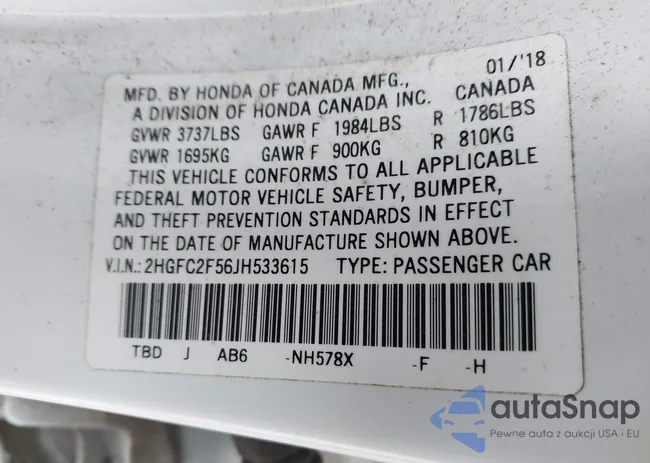 MFD. BY HONDA OF CANADA MFG., 01/'18
A DIVISION OF HONDA CANADA INC. CANADA
GVWR 3737LBS GAWR F 1984LBS R 1786LBS
GVWR 1695KG GAWR F 900KG R 810KG
THIS VEHICLE CONFORMS TO ALL APPLICABLE
FEDERAL MOTOR VEHICLE SAFETY, BUMPER,
AND THEFT PREVENTION STANDARDS IN EFFECT
ON THE DATE OF MANUFACTURE SHOWN ABOVE.
V.I.N.: 2HGFC2F56JH533615 TYPE: PASSENGER CAR
TBD J AB6 -NH578X -F -H
autaSnap
Pewne auta z aukcji USA i EU